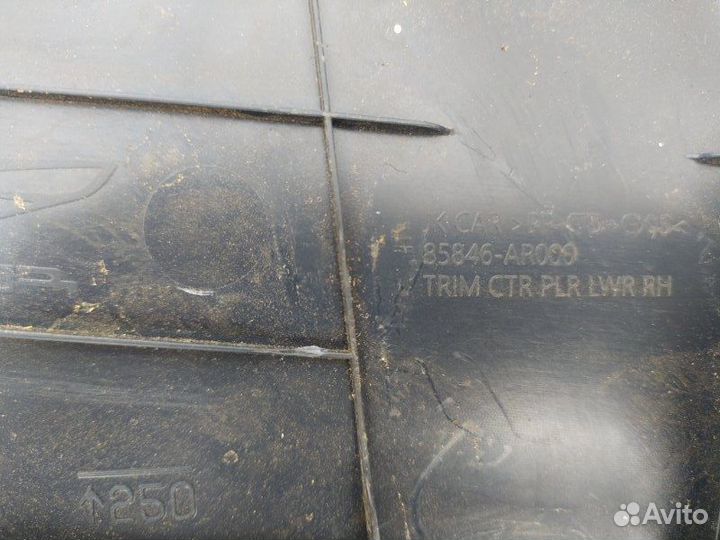 85846-AR000
TRIM CTR PLR LWR RH
↑250
Avito